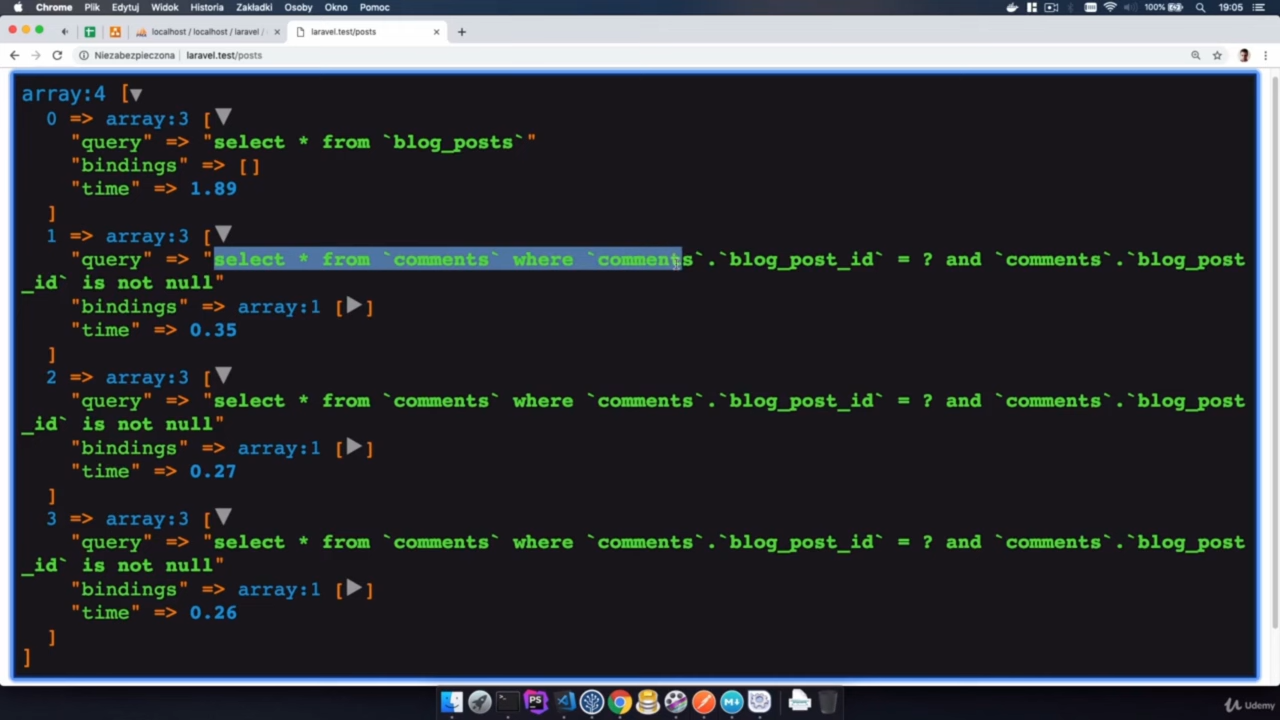 Chrome Plik Edytuj Widok Historia Zakładki Osoby Okno Pomoc 100% 19:05
localhost / localhost / laravel / laravel.test/posts
Niezabezpieczona laravel.test/posts
array:4 [▼
0 => array:3 [▼
"query" => "select * from `blog_posts`"
"bindings" => []
"time" => 1.89
]
1 => array:3 [▼
"query" => "select * from `comments` where `comments`.`blog_post_id` = ? and `comments`.`blog_post
_id` is not null"
"bindings" => array:1 [▶]
"time" => 0.35
]
2 => array:3 [▼
"query" => "select * from `comments` where `comments`.`blog_post_id` = ? and `comments`.`blog_post
_id` is not null"
"bindings" => array:1 [▶]
"time" => 0.27
]
3 => array:3 [▼
"query" => "select * from `comments` where `comments`.`blog_post_id` = ? and `comments`.`blog_post
_id` is not null"
"bindings" => array:1 [▶]
"time" => 0.26
]
]
PS
M↓
Udemy